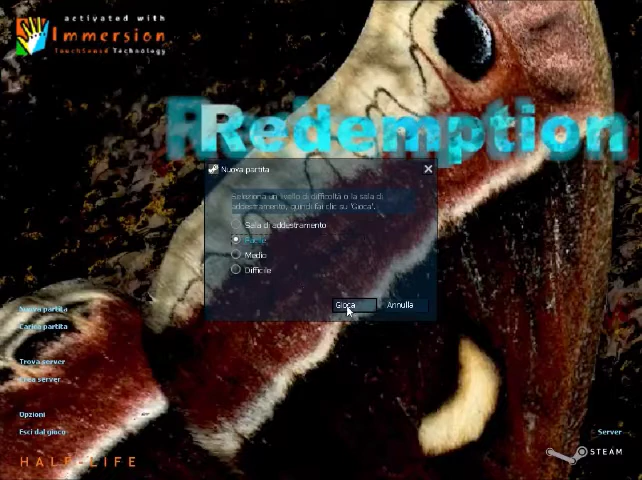 activated with
Immersion
TouchSense Technology
Redemption
Nuova partita
Seleziona un livello di difficoltà o la sala di
addestramento, quindi fai clic su 'Gioca'.
Sala di addestramento
Facile
Medio
Difficile
Gioca
Annulla
Nuova partita
Carica partita
Trova server
Crea server
Opzioni
Esci dal gioco
Server
HALF-LIFE
STEAM